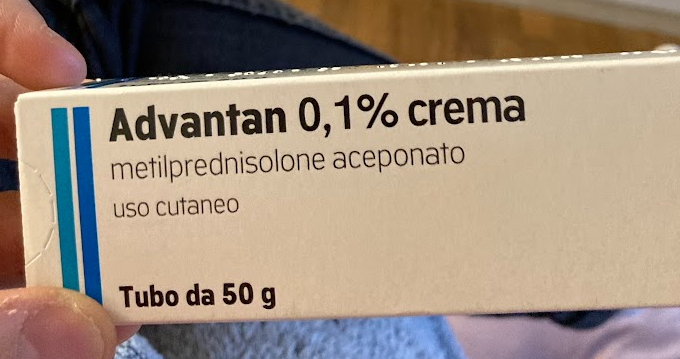 Advantan 0,1% crema
metilprednisolone aceponato
uso cutaneo
Tubo da 50 g